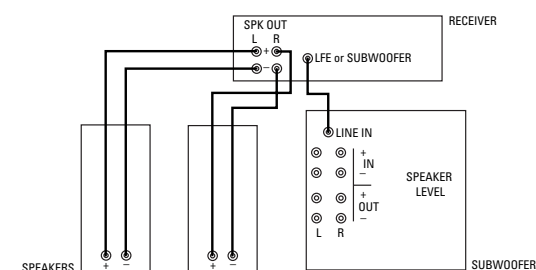 RECEIVER
SPK OUT
L R
+
LFE or SUBWOOFER
–
LINE IN
+
IN
–
SPEAKER
LEVEL
+
OUT
–
L R
SPEAKERS
+ –
+ –
SUBWOOFER